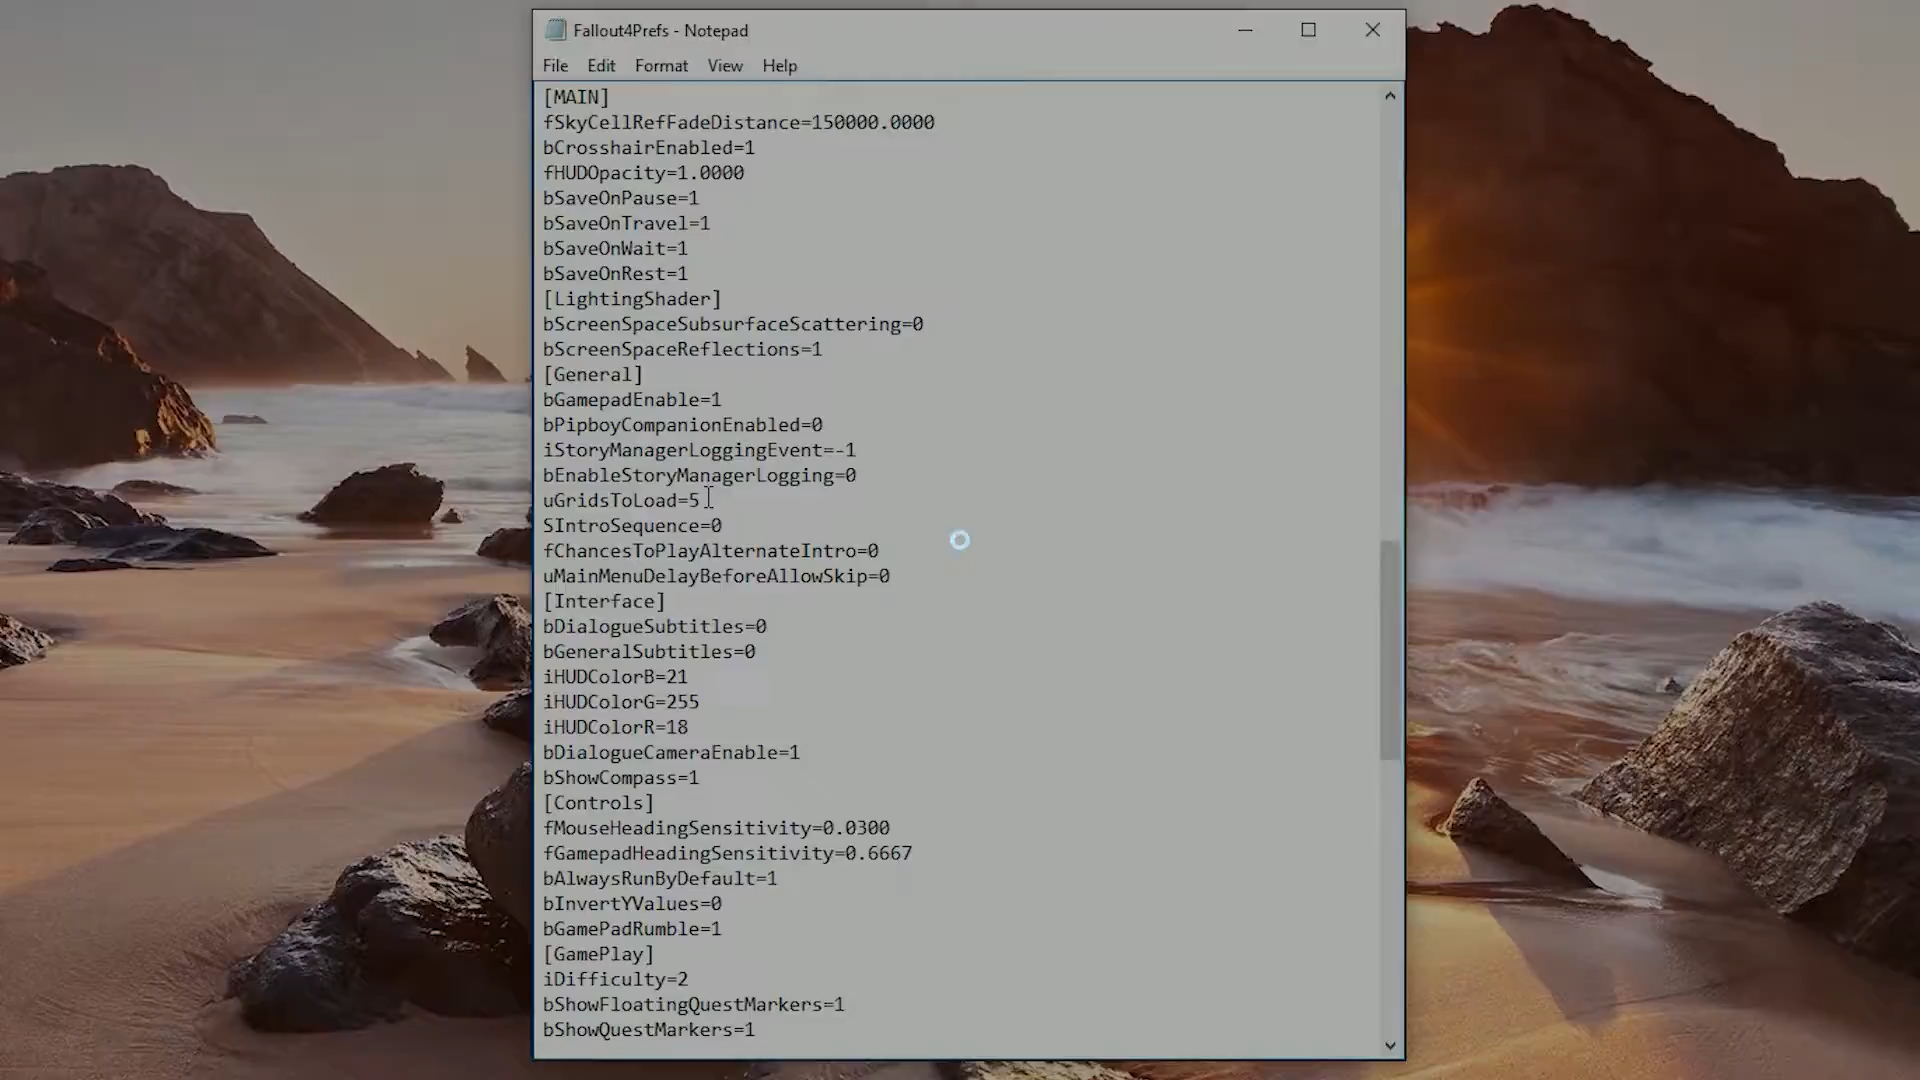 Fallout4Prefs - Notepad
File Edit Format View Help
[MAIN]
fSkyCellRefFadeDistance=150000.0000
bCrosshairEnabled=1
fHUDOpacity=1.0000
bSaveOnPause=1
bSaveOnTravel=1
bSaveOnWait=1
bSaveOnRest=1
[LightingShader]
bScreenSpaceSubsurfaceScattering=0
bScreenSpaceReflections=1
[General]
bGamepadEnable=1
bPipboyCompanionEnabled=0
iStoryManagerLoggingEvent=-1
bEnableStoryManagerLogging=0
uGridsToLoad=5
SIntroSequence=0
fChancesToPlayAlternateIntro=0
uMainMenuDelayBeforeAllowSkip=0
[Interface]
bDialogueSubtitles=0
bGeneralSubtitles=0
iHUDColorB=21
iHUDColorG=255
iHUDColorR=18
bDialogueCameraEnable=1
bShowCompass=1
[Controls]
fMouseHeadingSensitivity=0.0300
fGamepadHeadingSensitivity=0.6667
bAlwaysRunByDefault=1
bInvertYValues=0
bGamePadRumble=1
[GamePlay]
iDifficulty=2
bShowFloatingQuestMarkers=1
bShowQuestMarkers=1